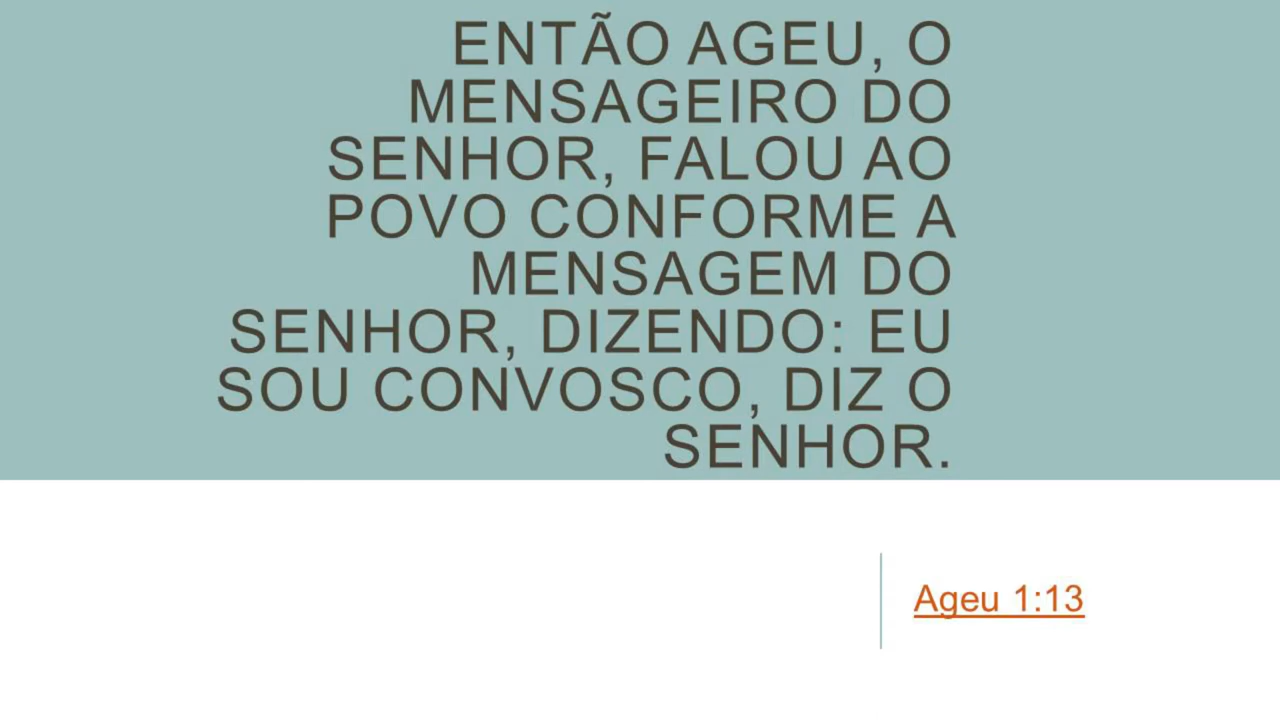 ENTÃO AGEU, O
MENSAGEIRO DO
SENHOR, FALOU AO
POVO CONFORME A
MENSAGEM DO
SENHOR, DIZENDO: EU
SOU CONVOSCO, DIZ O
SENHOR.
Ageu 1:13